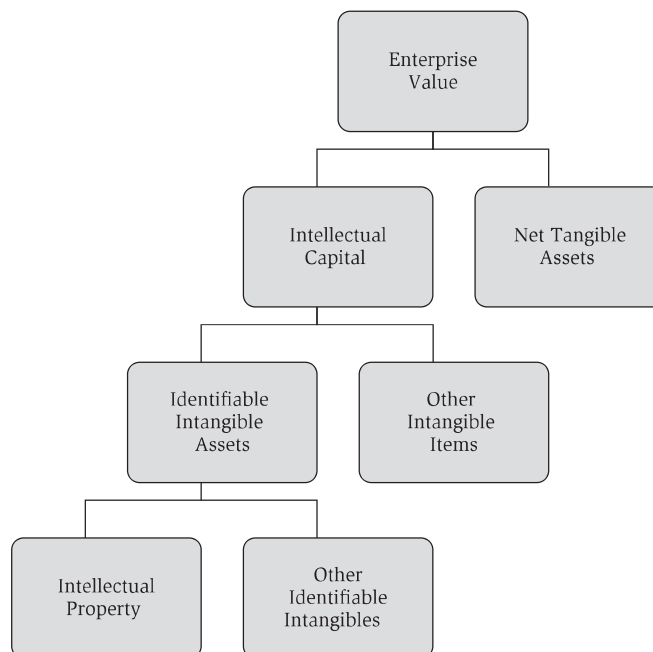 Enterprise
Value
Intellectual
Capital
Net Tangible
Assets
Identifiable
Intangible
Assets
Other
Intangible
Items
Intellectual
Property
Other
Identifiable
Intangibles